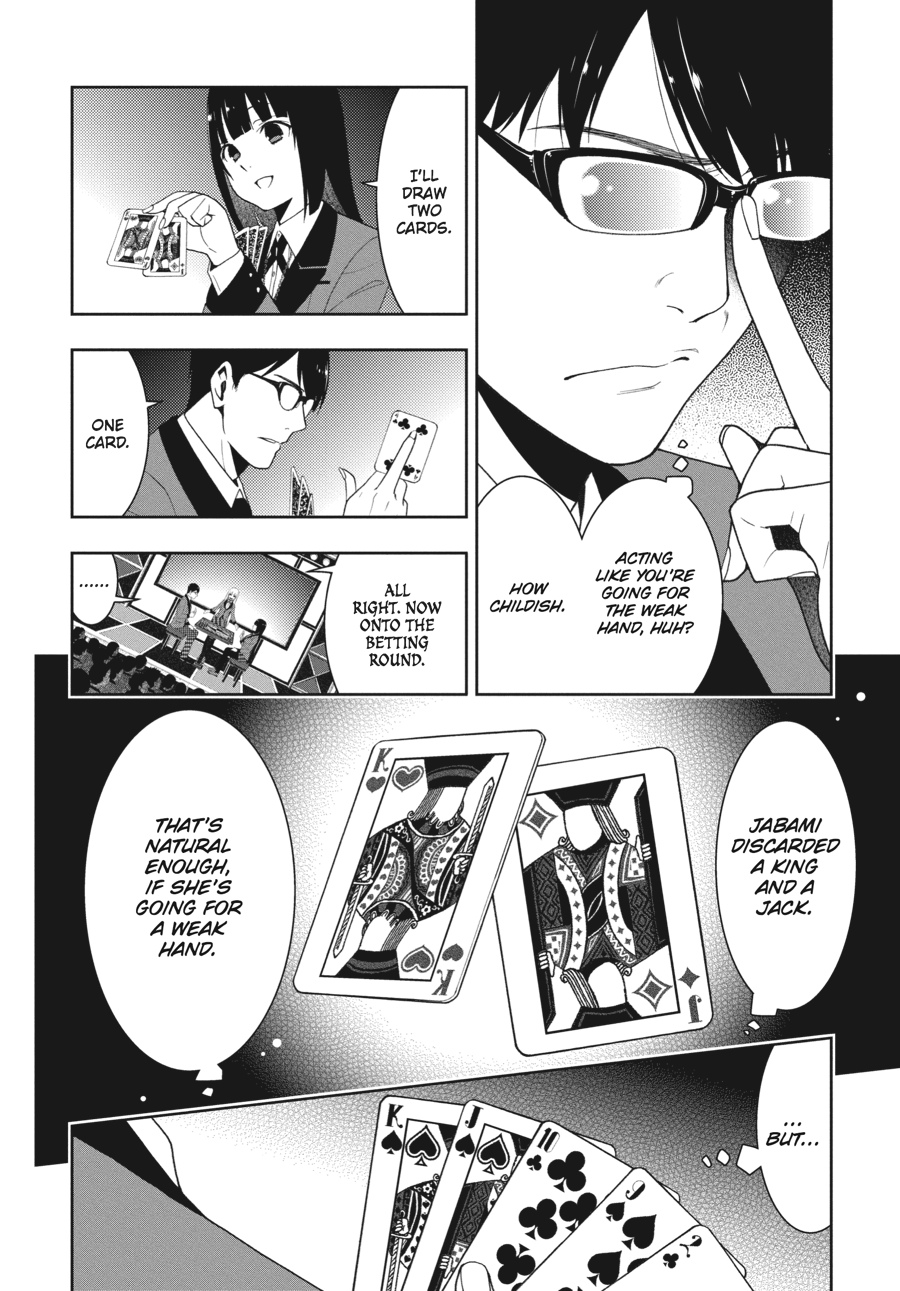 ACTING
LIKE YOU'RE
GOING FOR
THE WEAK
HAND, HUH?
HOW
CHILDISH.
I'LL
DRAW
TWO
CARDS.
ONE
CARD.
ALL
RIGHT. NOW
ONTO THE
BETTING
ROUND.
......
JABAMI
DISCARDED
A KING
AND A
JACK.
K
K
J
THAT'S
NATURAL
ENOUGH,
IF SHE'S
GOING FOR
A WEAK
HAND.
...
BUT...
K
J
10
9